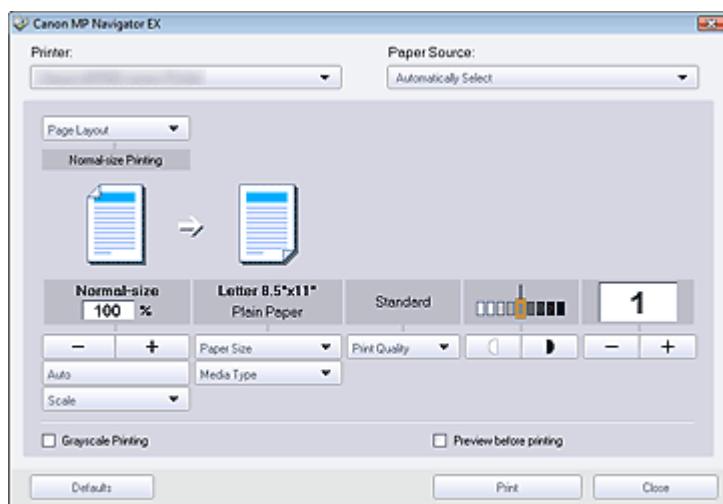 Canon MP Navigator EX
Printer:
Paper Source:
Automatically Select
Page Layout
Normal-size Printing
Normal-size
100 %
Letter 8.5"x11"
Plain Paper
Standard
1
Paper Size
Print Quality
Auto
Media Type
Scale
Grayscale Printing
Preview before printing
Defaults
Print
Close